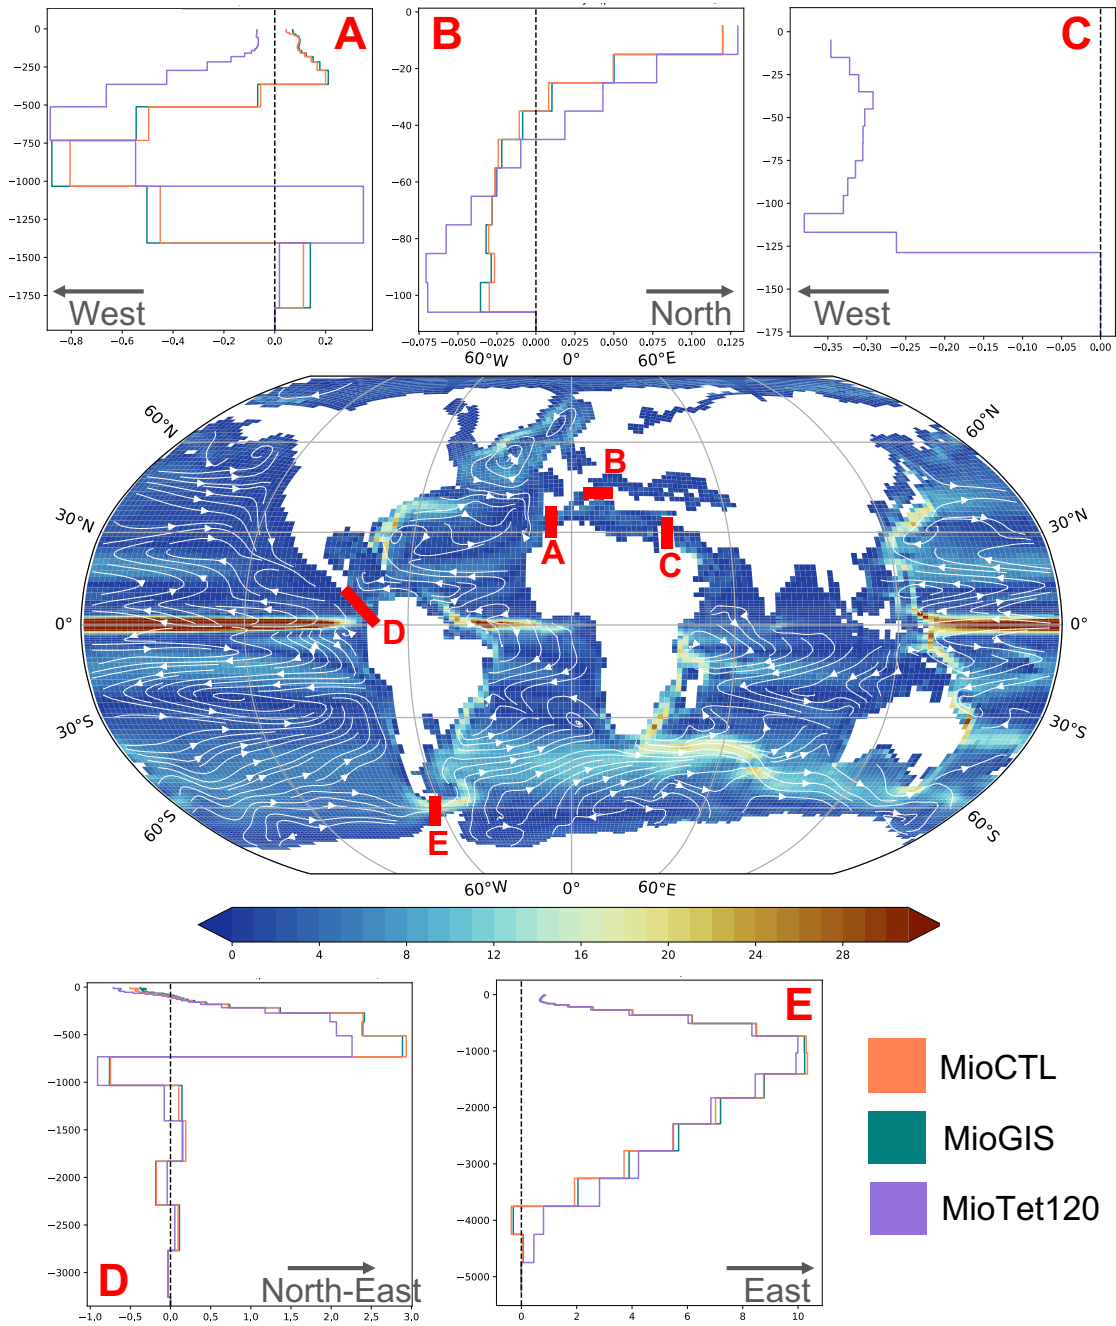 A
0
−250
−500
−750
−1000
−1250
−1500
−1750
West
−0.8 −0.6 −0.4 −0.2 0.0 0.2
B
0
−20
−40
−60
−80
−100
North
−0.075 −0.050 −0.025 0.000 0.025 0.050 0.075 0.100 0.125
C
0
−25
−50
−75
−100
−125
−150
−175
West
−0.35 −0.30 −0.25 −0.20 −0.15 −0.10 −0.05 0.00
60°W 0° 60°E
60°N 60°N
30°N 30°N
0° 0°
30°S 30°S
60°S 60°S
B
A
C
D
E
60°W 0° 60°E
0 4 8 12 16 20 24 28
0
−500
−1000
−1500
−2000
−2500
−3000
D
North-East
−1.0 −0.5 0.0 0.5 1.0 1.5 2.0 2.5 3.0
E
0
−1000
−2000
−3000
−4000
−5000
East
0 2 4 6 8 10
MioCTL
MioGIS
MioTet120